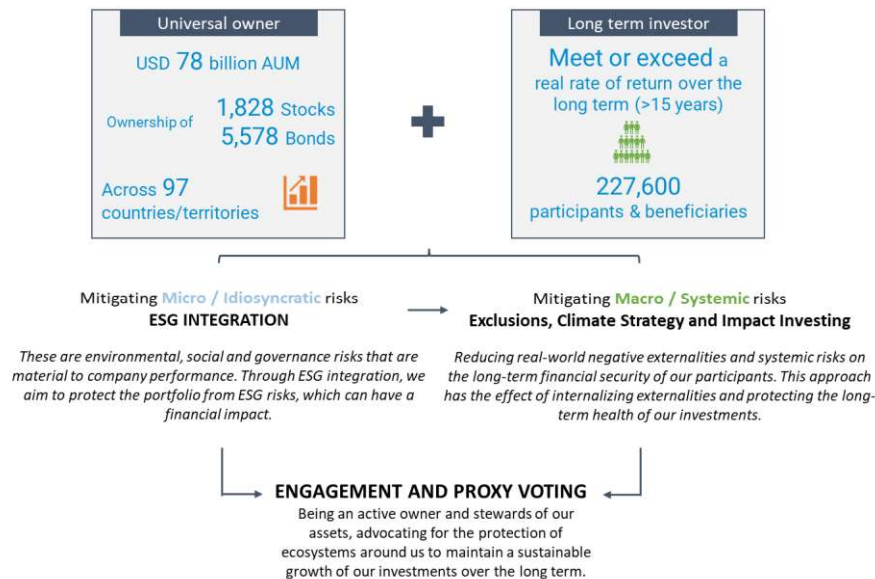 Universal owner
USD 78 billion AUM
Ownership of
1,828 Stocks
5,578 Bonds
Across 97
countries/territories
Long term investor
Meet or exceed a
real rate of return over the
long term (>15 years)
227,600
participants & beneficiaries
Mitigating Micro / Idiosyncratic risks
ESG INTEGRATION
These are environmental, social and governance risks that are
material to company performance. Through ESG integration, we
aim to protect the portfolio from ESG risks, which can have a
financial impact.
Mitigating Macro / Systemic risks
Exclusions, Climate Strategy and Impact Investing
Reducing real-world negative externalities and systemic risks on
the long-term financial security of our participants. This approach
has the effect of internalizing externalities and protecting the long-
term health of our investments.
ENGAGEMENT AND PROXY VOTING
Being an active owner and stewards of our
assets, advocating for the protection of
ecosystems around us to maintain a sustainable
growth of our investments over the long term.